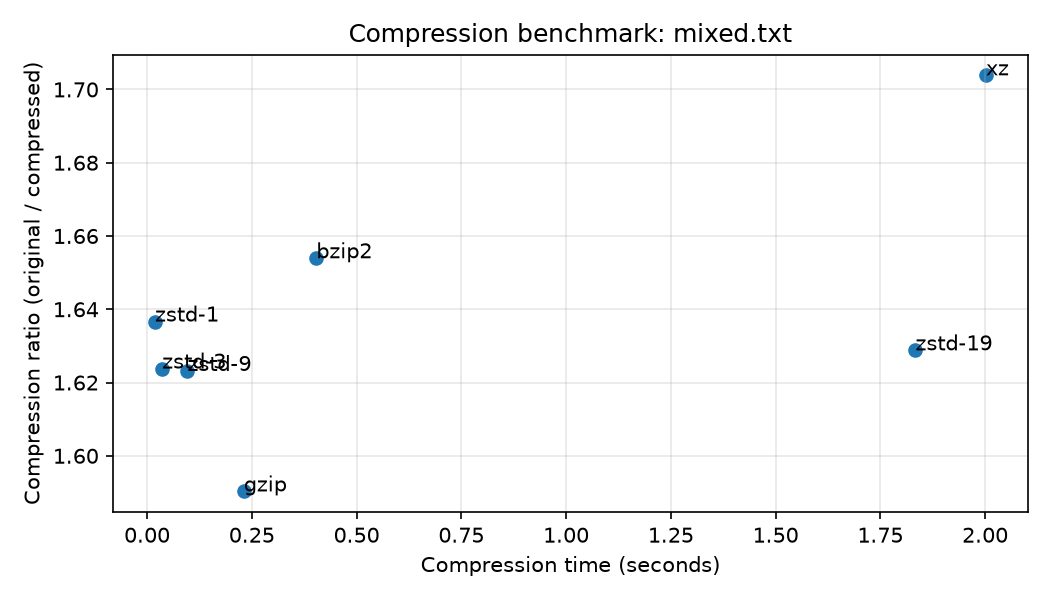 Compression benchmark: mixed.txt
Compression ratio (original / compressed)
1.70
1.68
1.66
1.64
1.62
1.60
xz
bzip2
zstd-1
zstd-19
zstd-3
zstd-9
gzip
0.00 0.25 0.50 0.75 1.00 1.25 1.50 1.75 2.00
Compression time (seconds)